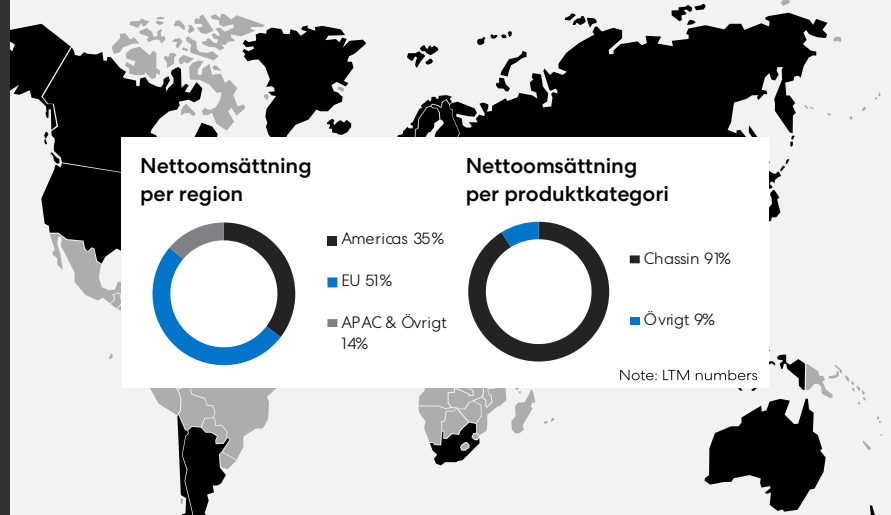 Nettoomsättning
per region
Americas 35%
EU 51%
APAC & Övrigt
14%
Nettoomsättning
per produktkategori
Chassin 91%
Övrigt 9%
Note: LTM numbers